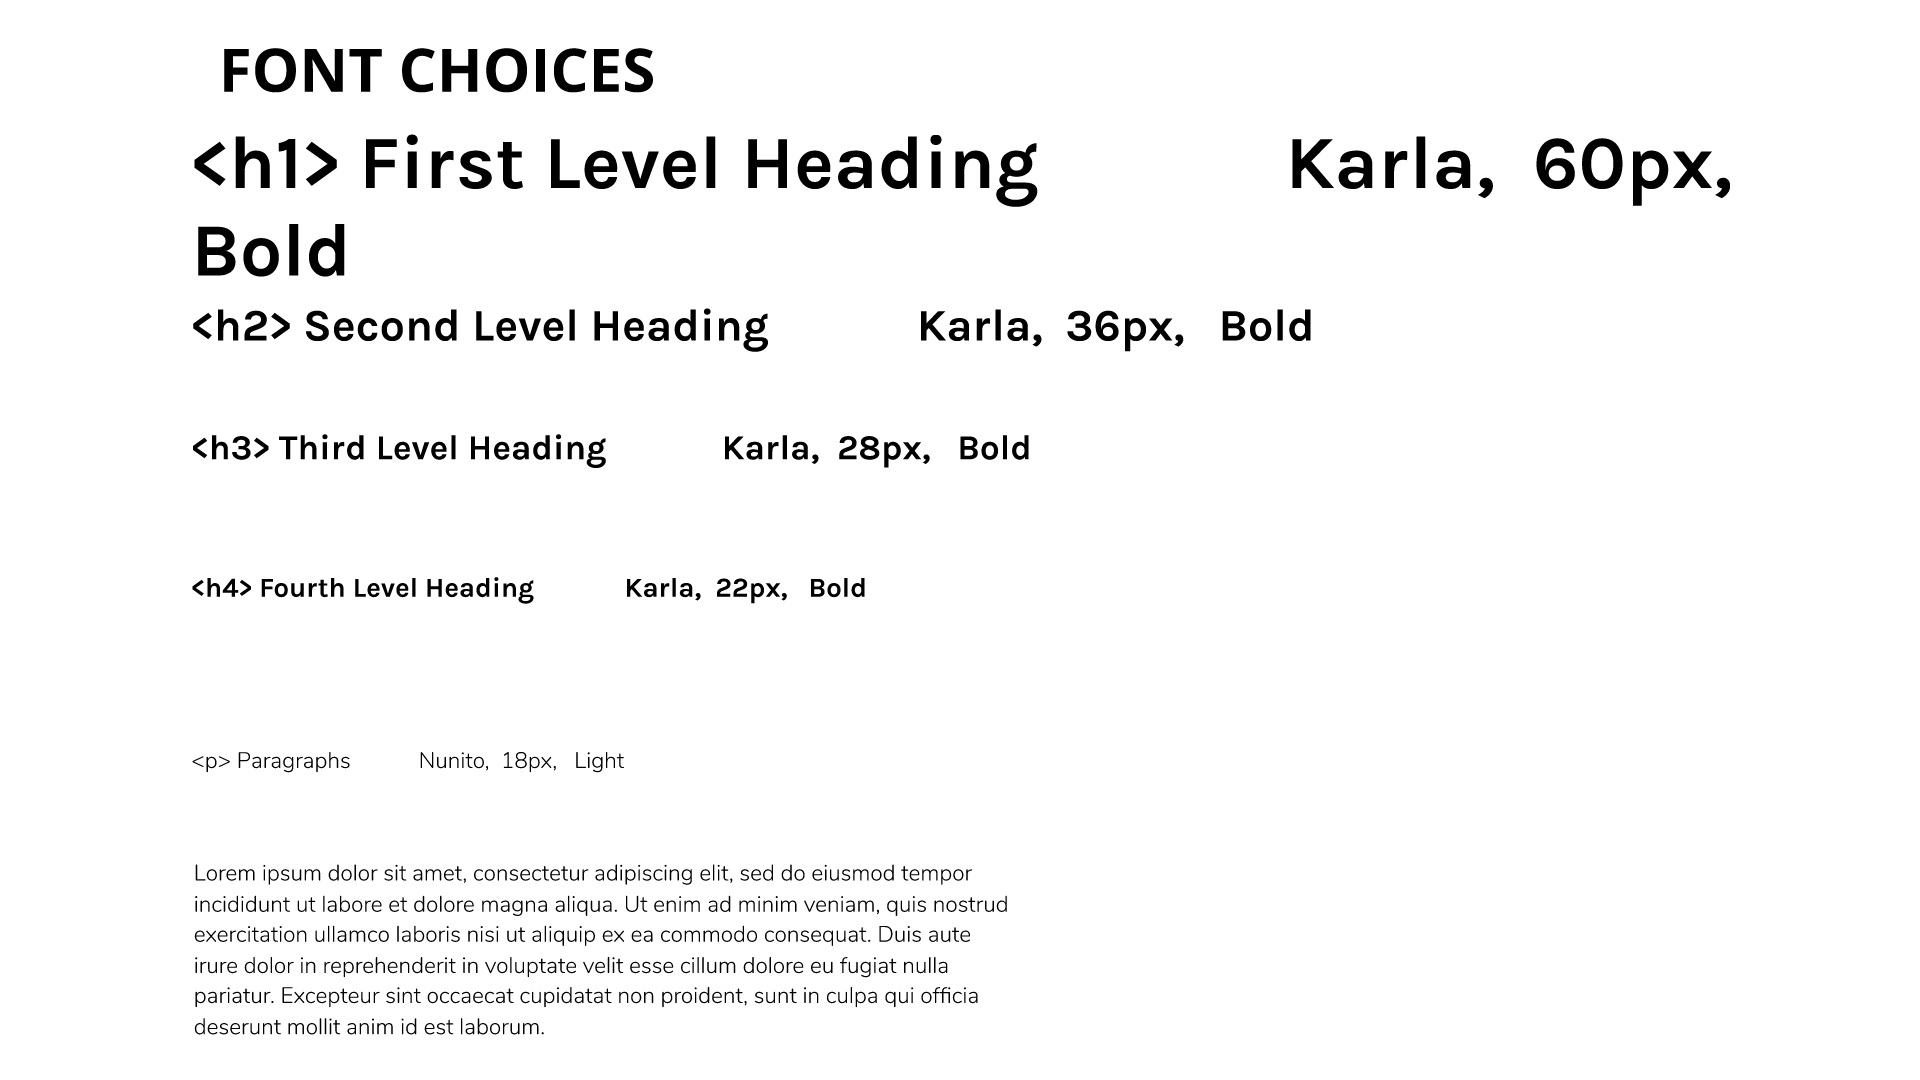 FONT CHOICES
<h1> First Level Heading Karla, 60px,
Bold
<h2> Second Level Heading Karla, 36px, Bold
<h3> Third Level Heading Karla, 28px, Bold
<h4> Fourth Level Heading Karla, 22px, Bold
<p> Paragraphs Nunito, 18px, Light
Lorem ipsum dolor sit amet, consectetur adipiscing elit, sed do eiusmod tempor
incididunt ut labore et dolore magna aliqua. Ut enim ad minim veniam, quis nostrud
exercitation ullamco laboris nisi ut aliquip ex ea commodo consequat. Duis aute
irure dolor in reprehenderit in voluptate velit esse cillum dolore eu fugiat nulla
pariatur. Excepteur sint occaecat cupidatat non proident, sunt in culpa qui officia
deserunt mollit anim id est laborum.